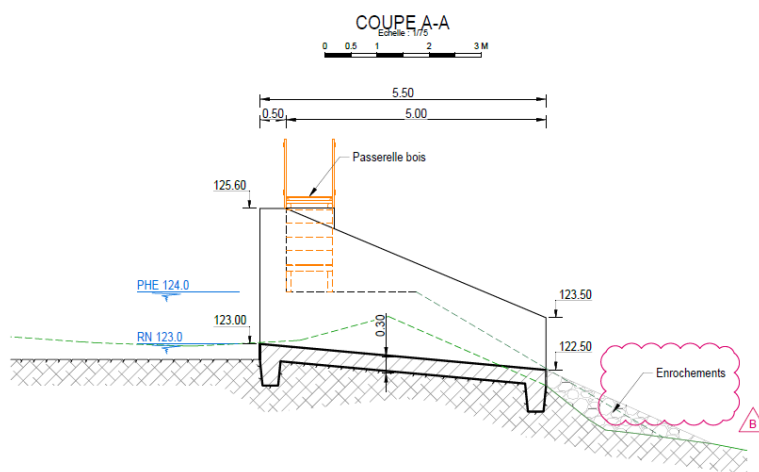 COUPE A-A
Echelle : 1/75
0 0.5 1 2 3 M
5.50
0.50 5.00
Passerelle bois
125.60
PHE 124.0
123.50
RN 123.0
123.00
0.30
122.50
Enrochements
B